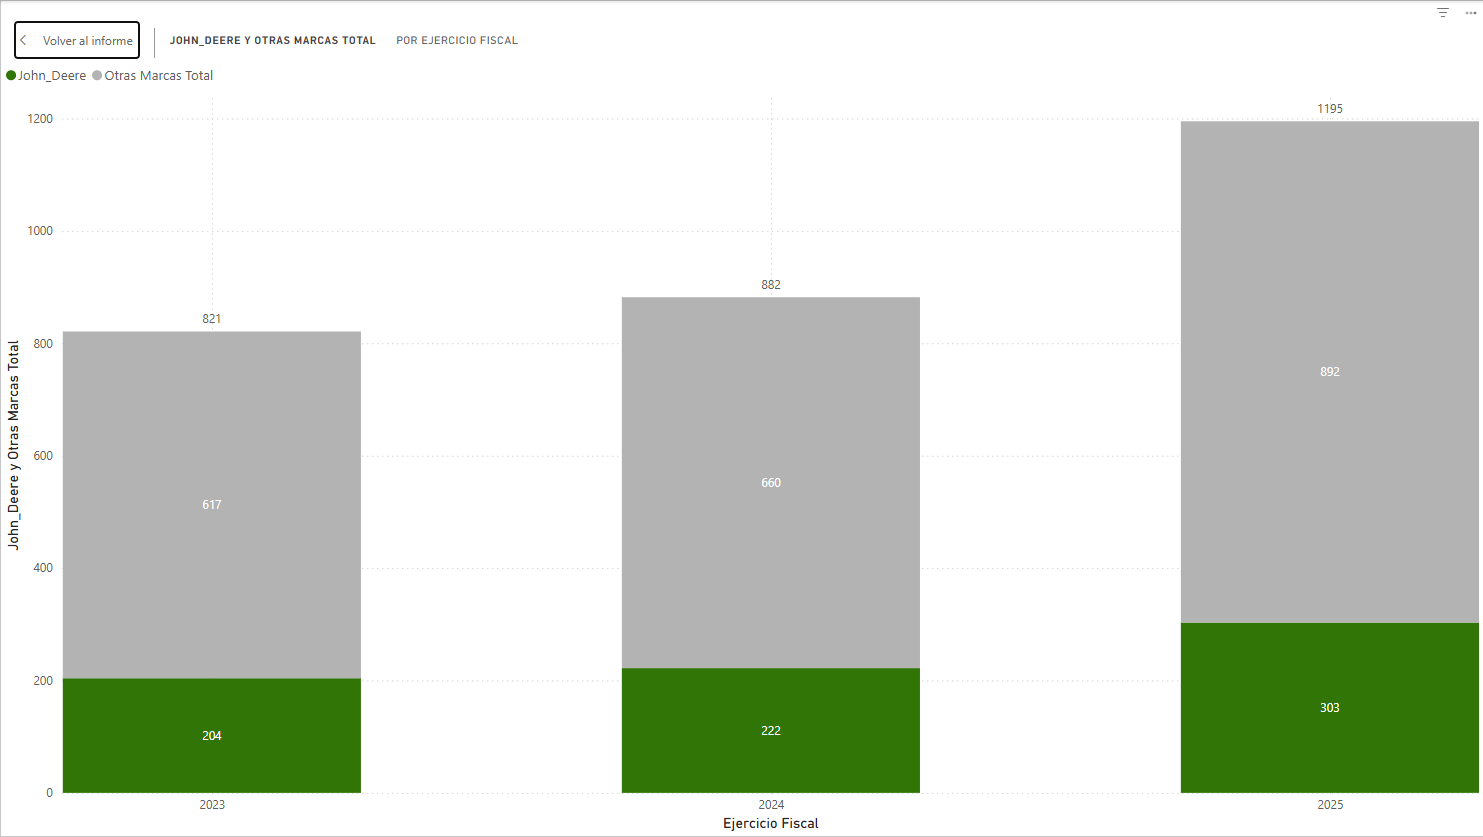 Volver al informe
JOHN_DEERE Y OTRAS MARCAS TOTAL
POR EJERCICIO FISCAL
John_Deere
Otras Marcas Total
John_Deere y Otras Marcas Total
1200
1000
800
600
400
200
0
821
617
204
882
660
222
1195
892
303
2023
2024
2025
Ejercicio Fiscal